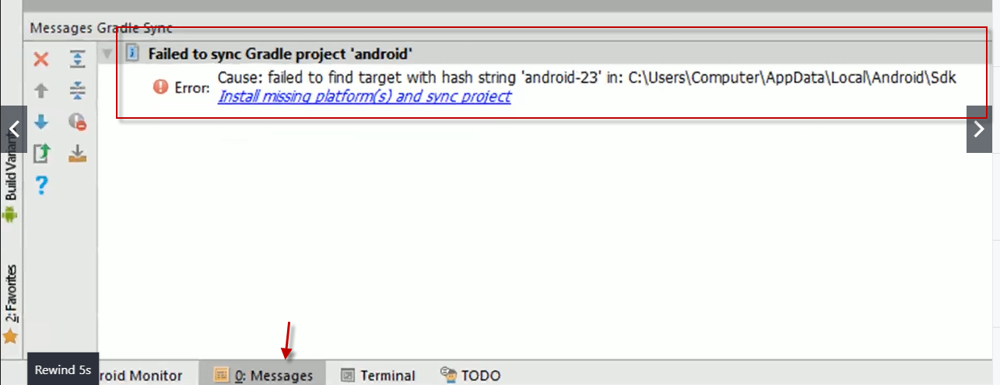 Messages Gradle Sync
Failed to sync Gradle project 'android'
Error:
Cause: failed to find target with hash string 'android-23' in: C:\Users\Computer\AppData\Local\Android\Sdk
Install missing platform(s) and sync project
Build Variant
2: Favorites
Rewind 5s
roid Monitor
0: Messages
Terminal
TODO